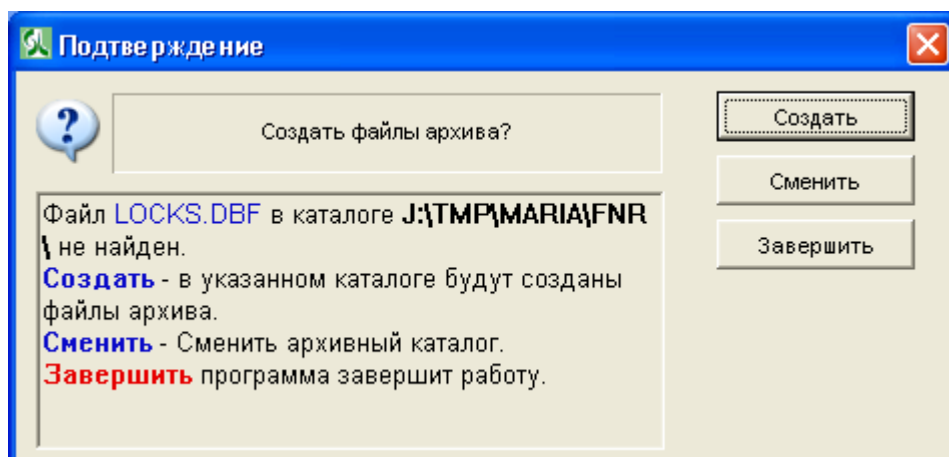 Подтверждение
Создать файлы архива?
Создать
Сменить
Завершить
Файл LOCKS.DBF в каталоге J:\TMP\MARIA\FNR
\ не найден.
Создать - в указанном каталоге будут созданы
файлы архива.
Сменить - Сменить архивный каталог.
Завершить программа завершит работу.